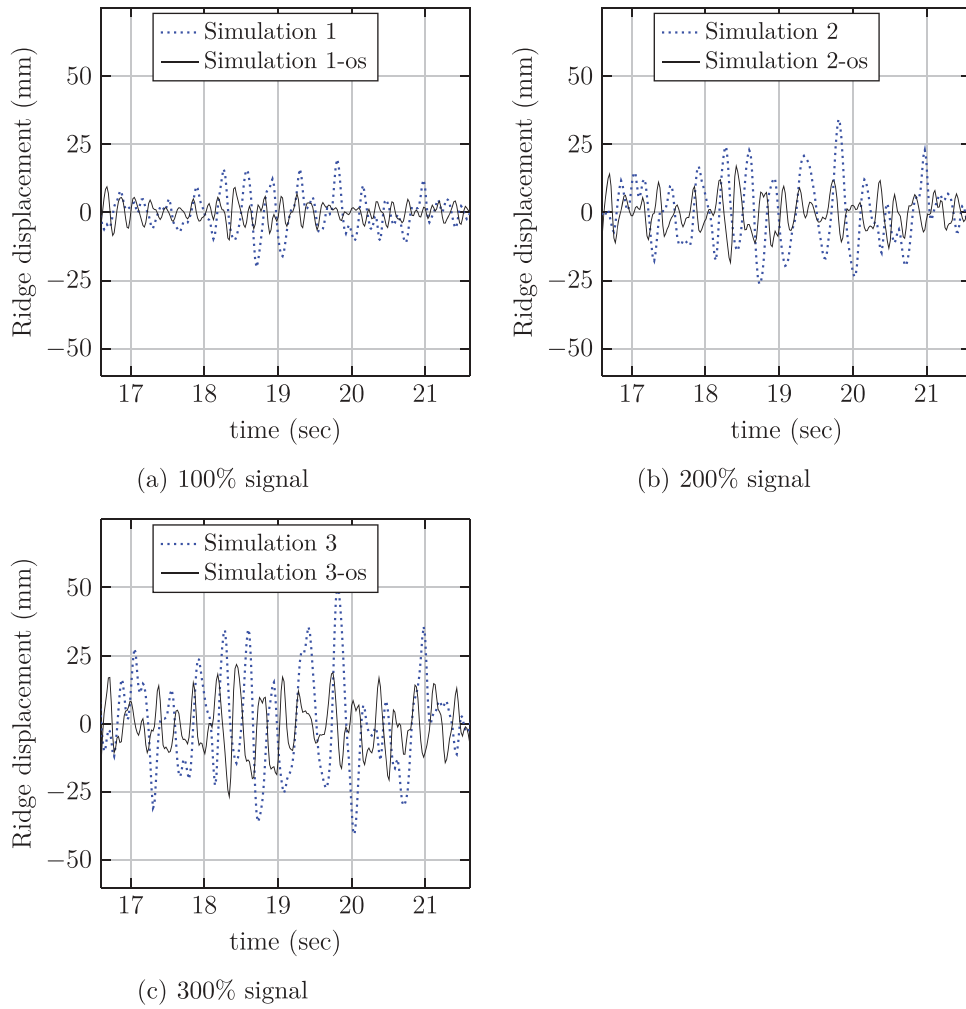 Simulation 1
Simulation 1-os
50
25
0
−25
−50
Ridge displacement (mm)
17 18 19 20 21
time (sec)
(a) 100% signal
Simulation 2
Simulation 2-os
50
25
0
−25
−50
Ridge displacement (mm)
17 18 19 20 21
time (sec)
(b) 200% signal
Simulation 3
Simulation 3-os
50
25
0
−25
−50
Ridge displacement (mm)
17 18 19 20 21
time (sec)
(c) 300% signal